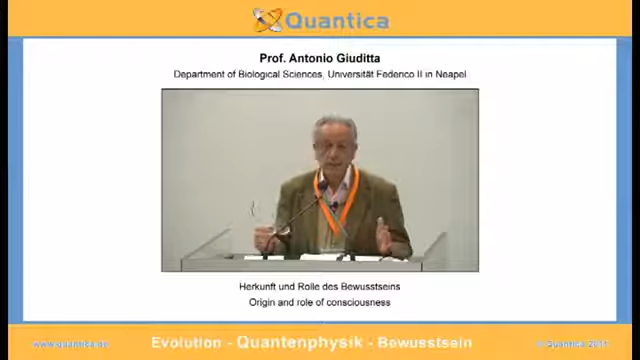 Quantica
Prof. Antonio Giuditta
Department of Biological Sciences, Universität Federico II in Neapel
Herkunft und Rolle des Bewusstseins
Origin and role of consciousness
www.quantica.de Evolution - Quantenphysik - Bewusstsein © Quantica 2011